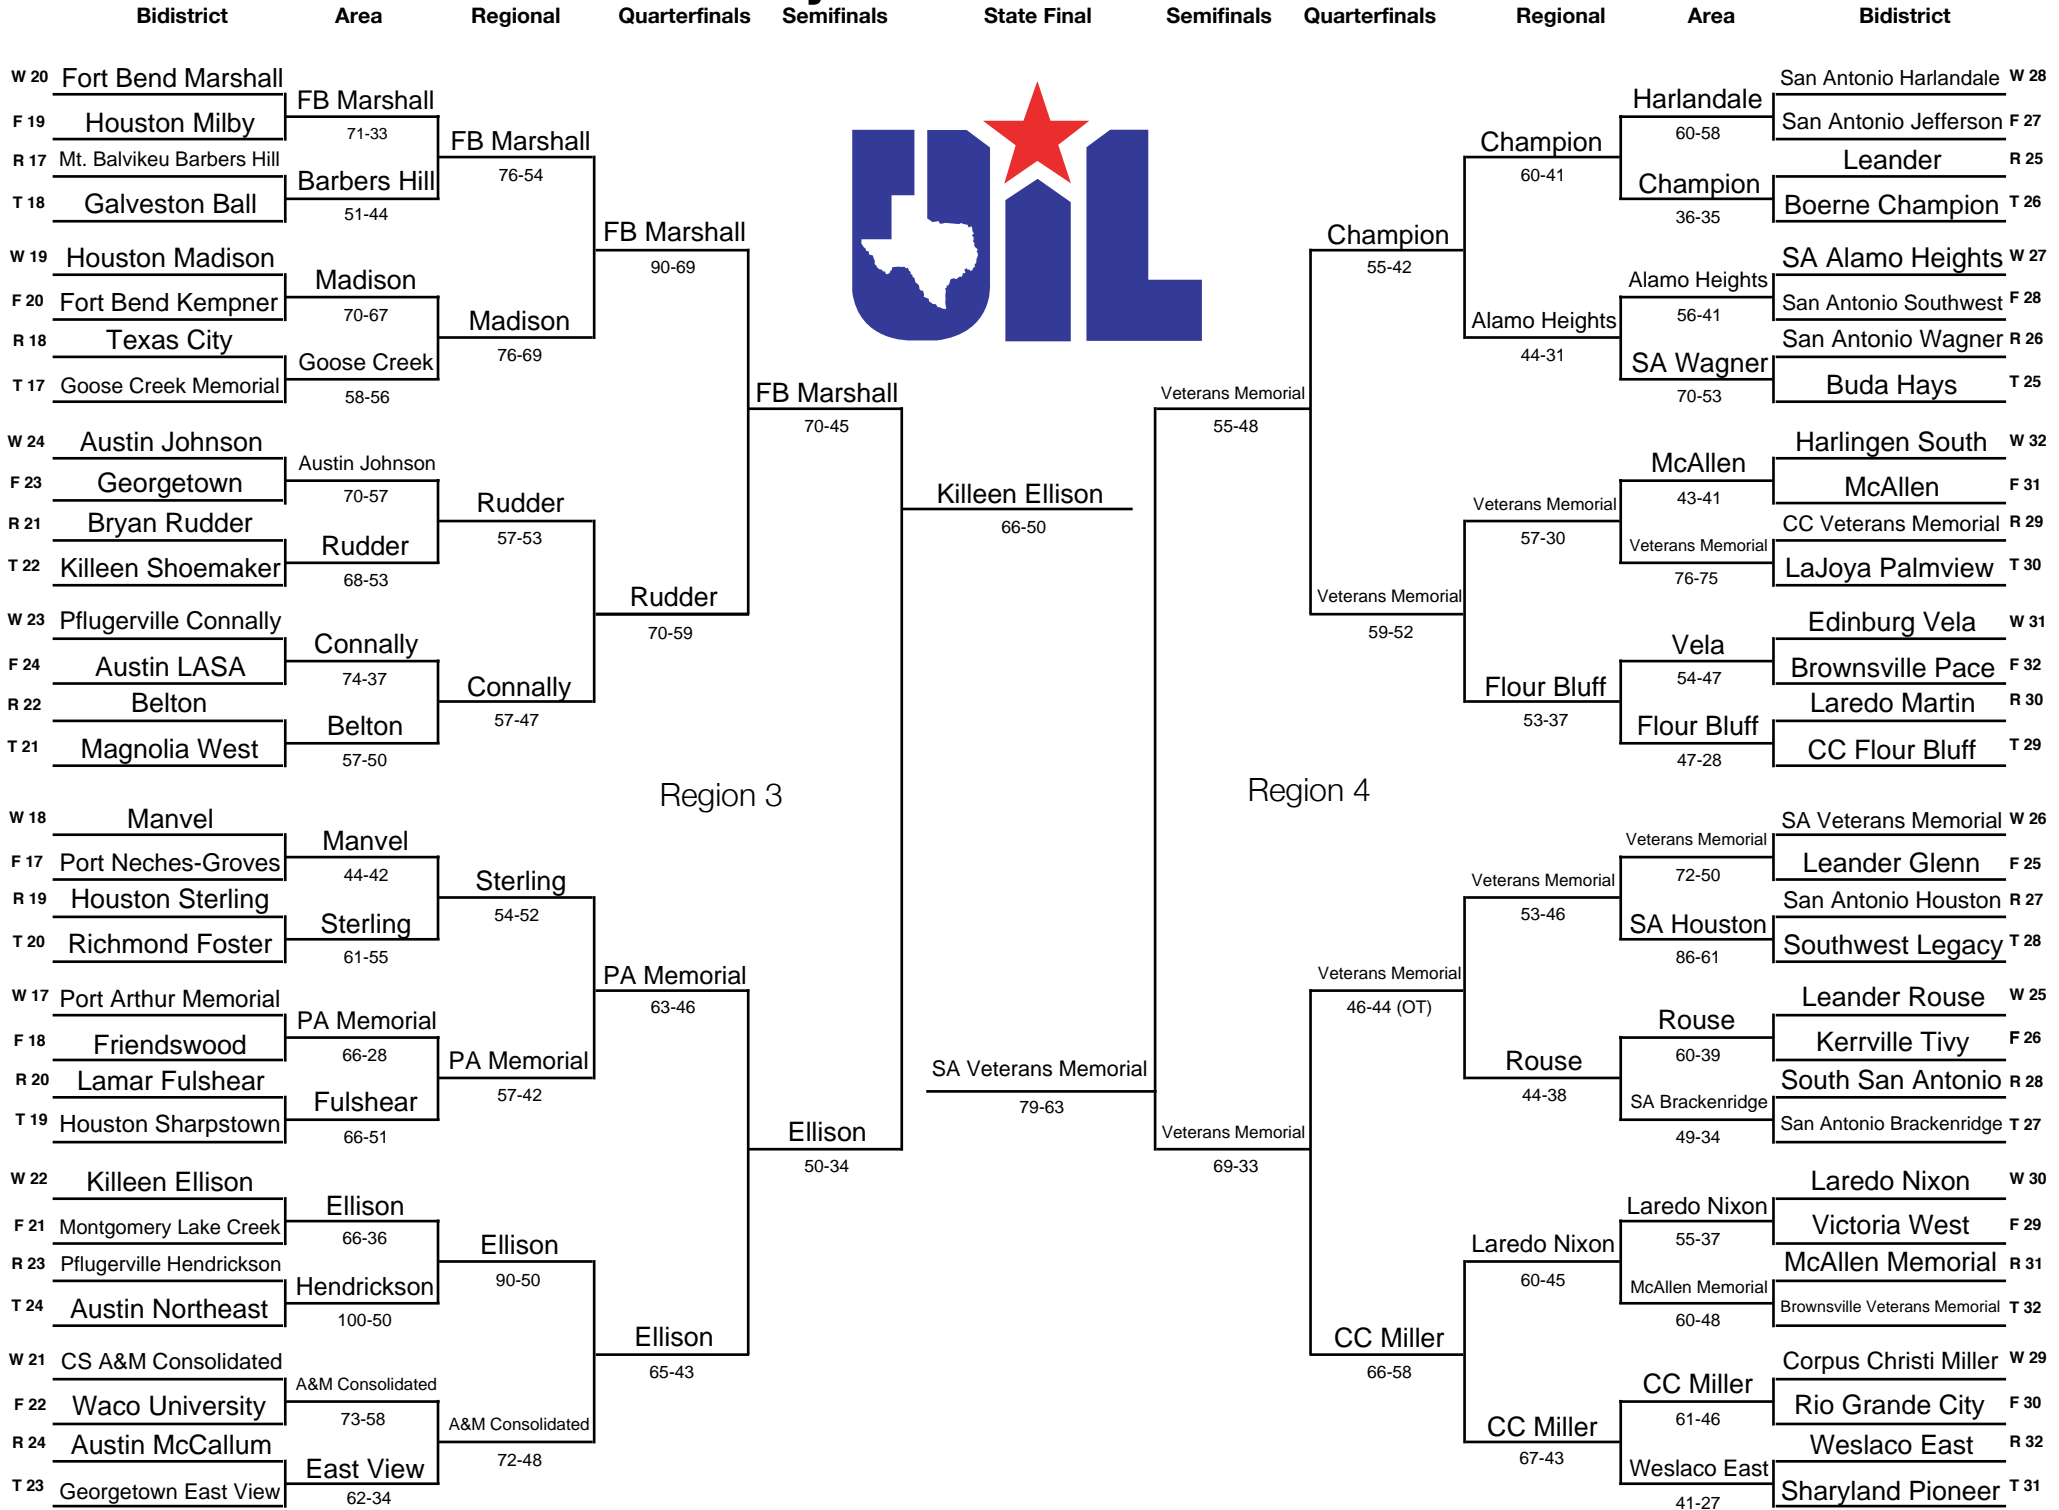 Bidistrict Area Regional Quarterfinals Semifinals State Final Semifinals Quarterfinals Regional Area Bidistrict
W 20 Fort Bend Marshall
F 19 Houston Milby
R 17 Mt. Balvikeu Barbers Hill
T 18 Galveston Ball
W 19 Houston Madison
F 20 Fort Bend Kempner
R 18 Texas City
T 17 Goose Creek Memorial
W 24 Austin Johnson
F 23 Georgetown
R 21 Bryan Rudder
T 22 Killeen Shoemaker
W 23 Pflugerville Connally
F 24 Austin LASA
R 22 Belton
T 21 Magnolia West
W 18 Manvel
F 17 Port Neches-Groves
R 19 Houston Sterling
T 20 Richmond Foster
W 17 Port Arthur Memorial
F 18 Friendswood
R 20 Lamar Fulshear
T 19 Houston Sharpstown
W 22 Killeen Ellison
F 21 Montgomery Lake Creek
R 23 Pflugerville Hendrickson
T 24 Austin Northeast
W 21 CS A&M Consolidated
F 22 Waco University
R 24 Austin McCallum
T 23 Georgetown East View
FB Marshall
71-33
Barbers Hill
51-44
Madison
70-67
Goose Creek
58-56
Austin Johnson
70-57
Rudder
68-53
Connally
74-37
Belton
57-50
Manvel
44-42
Sterling
61-55
PA Memorial
66-28
Fulshear
66-51
Ellison
66-36
Hendrickson
100-50
A&M Consolidated
73-58
East View
62-34
FB Marshall
76-54
Madison
76-69
Rudder
57-53
Connally
57-47
Sterling
54-52
PA Memorial
57-42
Ellison
90-50
A&M Consolidated
72-48
FB Marshall
90-69
Rudder
70-59
PA Memorial
63-46
Ellison
65-43
FB Marshall
70-45
Ellison
50-34
Region 3
UIL
Killeen Ellison
66-50
SA Veterans Memorial
79-63
Region 4
Veterans Memorial
55-48
Veterans Memorial
69-33
Champion
55-42
Veterans Memorial
59-52
Veterans Memorial
46-44 (OT)
CC Miller
66-58
Champion
60-41
Alamo Heights
44-31
Veterans Memorial
57-30
Flour Bluff
53-37
Veterans Memorial
53-46
Rouse
44-38
Laredo Nixon
60-45
CC Miller
67-43
Harlandale
60-58
Champion
36-35
Alamo Heights
56-41
SA Wagner
70-53
McAllen
43-41
Veterans Memorial
76-75
Vela
54-47
Flour Bluff
47-28
Veterans Memorial
72-50
SA Houston
86-61
Rouse
60-39
SA Brackenridge
49-34
Laredo Nixon
55-37
McAllen Memorial
60-48
CC Miller
61-46
Weslaco East
41-27
San Antonio Harlandale W 28
San Antonio Jefferson F 27
Leander R 25
Boerne Champion T 26
SA Alamo Heights W 27
San Antonio Southwest F 28
San Antonio Wagner R 26
Buda Hays T 25
Harlingen South W 32
McAllen F 31
CC Veterans Memorial R 29
LaJoya Palmview T 30
Edinburg Vela W 31
Brownsville Pace F 32
Laredo Martin R 30
CC Flour Bluff T 29
SA Veterans Memorial W 26
Leander Glenn F 25
San Antonio Houston R 27
Southwest Legacy T 28
Leander Rouse W 25
Kerrville Tivy F 26
South San Antonio R 28
San Antonio Brackenridge T 27
Laredo Nixon W 30
Victoria West F 29
McAllen Memorial R 31
Brownsville Veterans Memorial T 32
Corpus Christi Miller W 29
Rio Grande City F 30
Weslaco East R 32
Sharyland Pioneer T 31